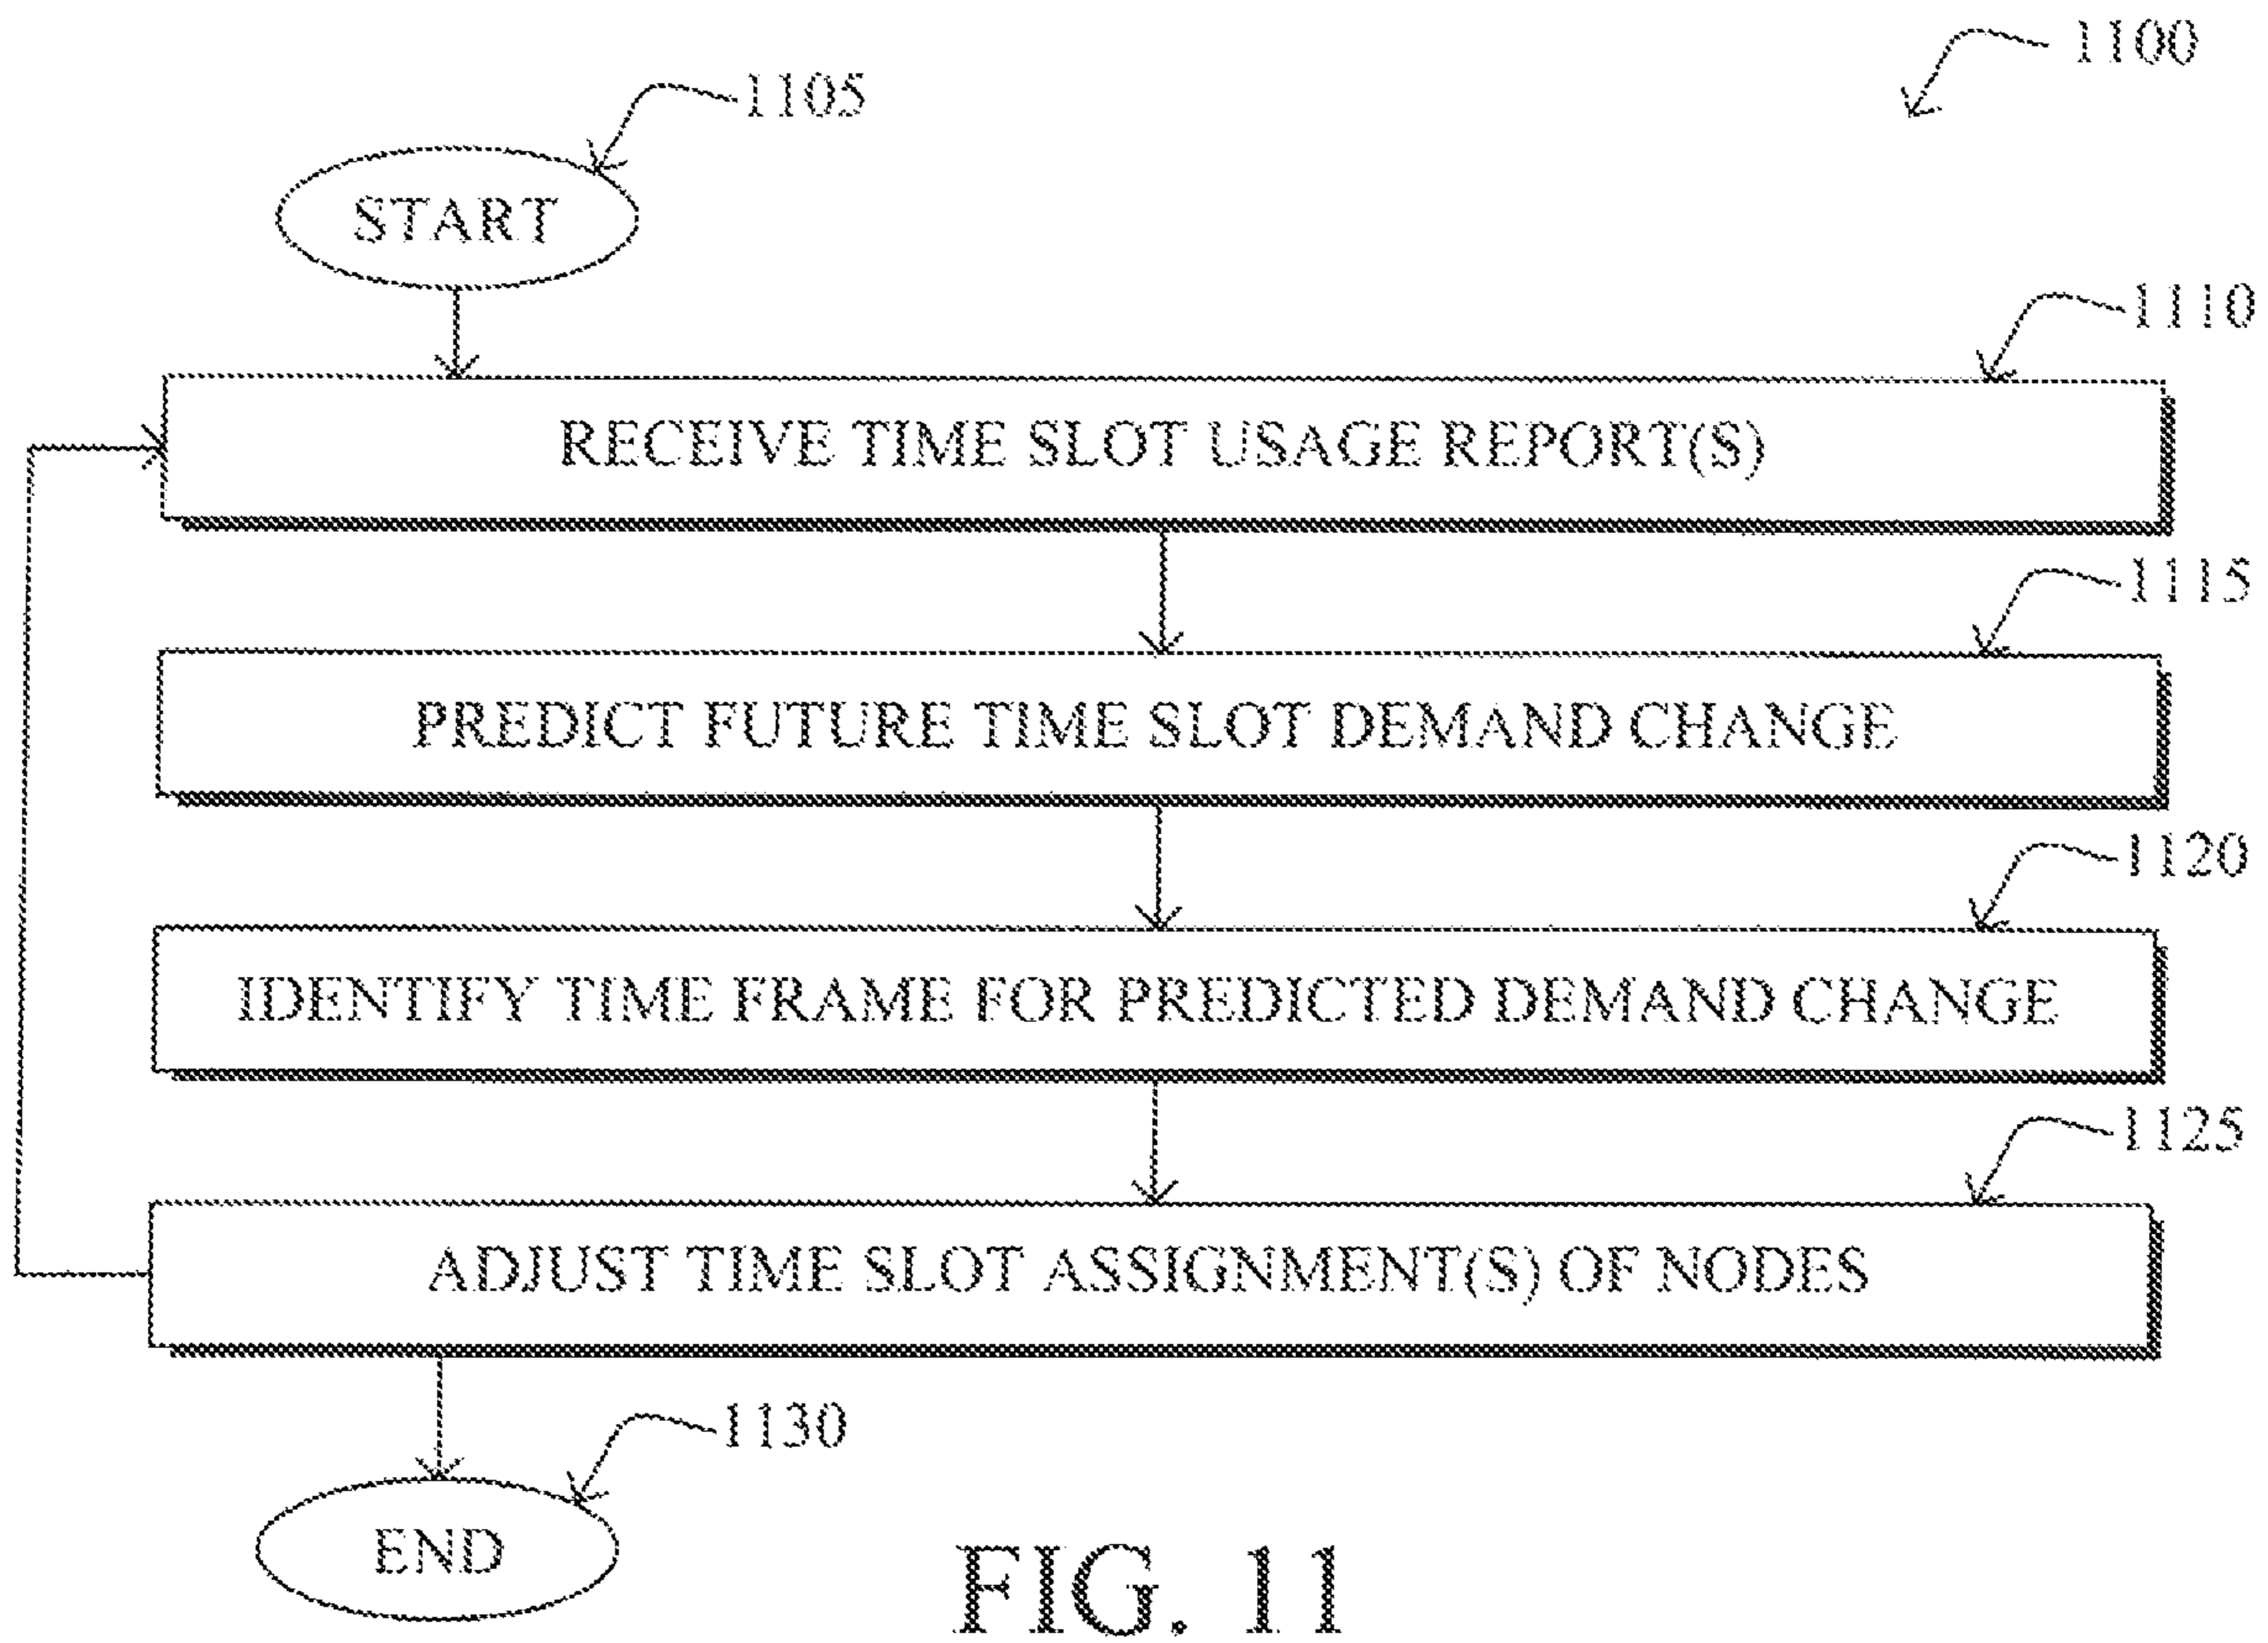 1100
1105
START
1110
RECEIVE TIME SLOT USAGE REPORT(S)
1115
PREDICT FUTURE TIME SLOT DEMAND CHANGE
1120
IDENTIFY TIME FRAME FOR PREDICTED DEMAND CHANGE
1125
ADJUST TIME SLOT ASSIGNMENT(S) OF NODES
1130
END
FIG. 11